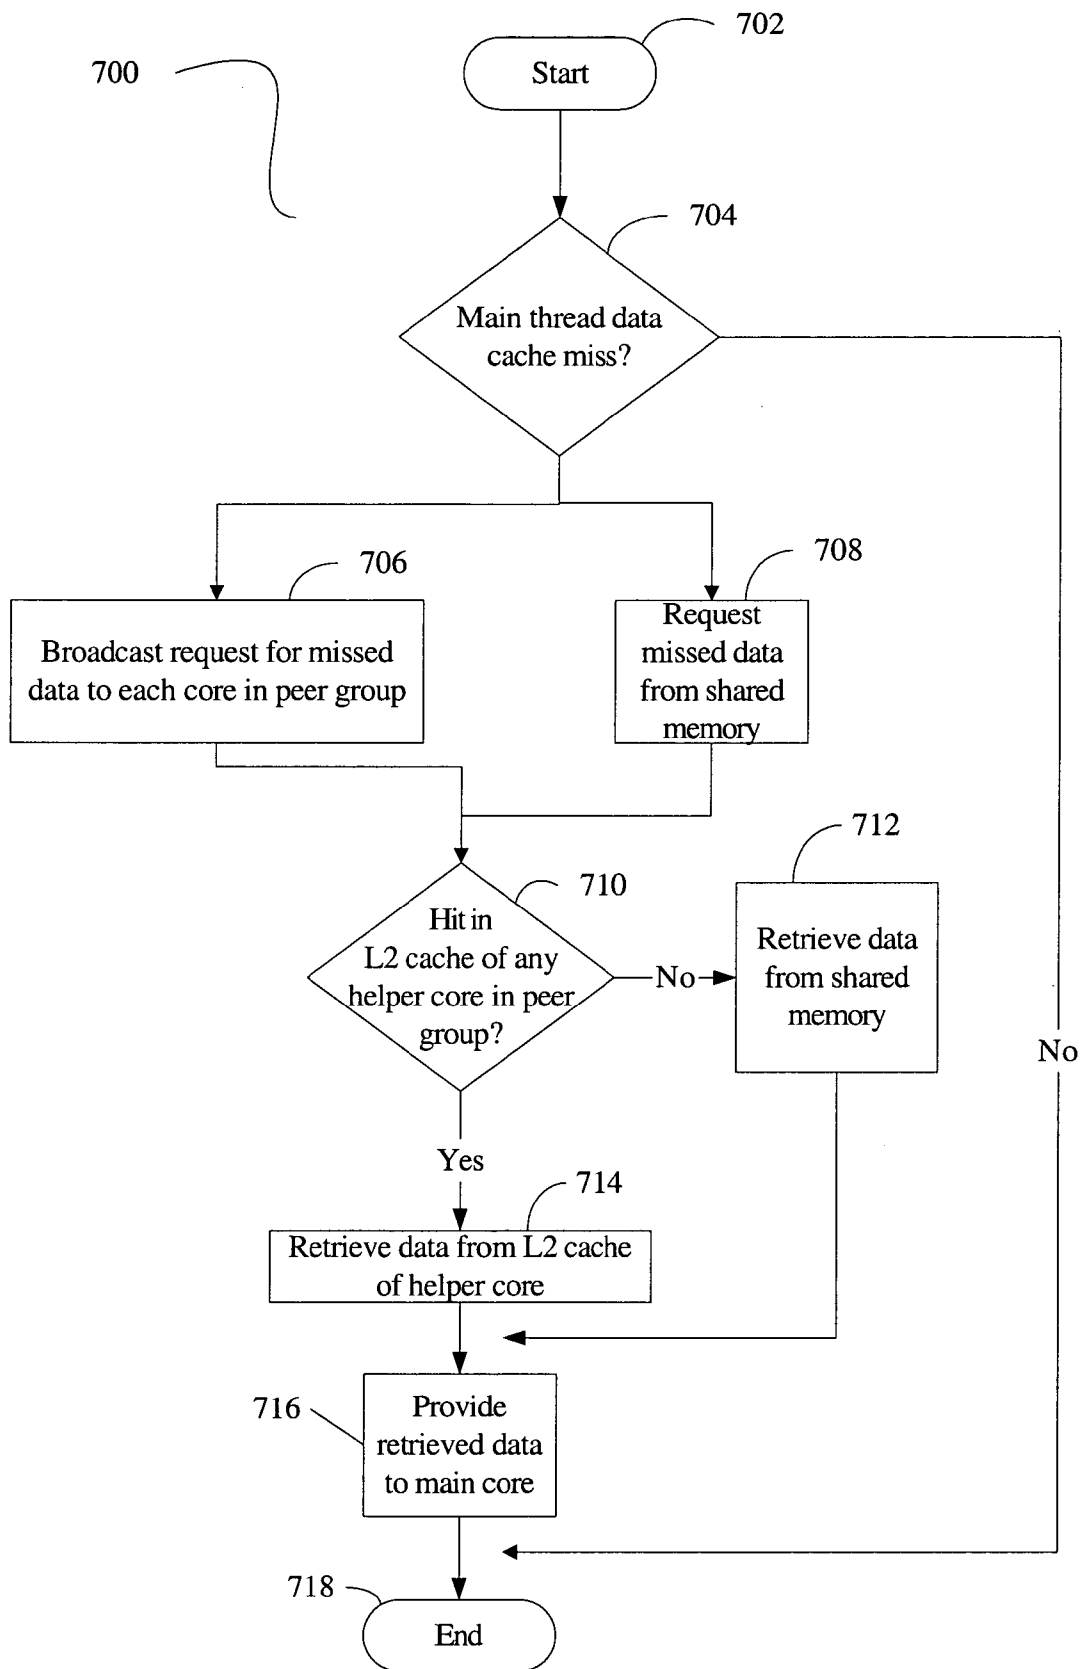 702
Start
700
704
Main thread data
cache miss?
706
708
Broadcast request for missed
data to each core in peer group
Request
missed data
from shared
memory
712
710
Hit in
L2 cache of any
helper core in peer
group?
No
Retrieve data
from shared
memory
No
Yes
714
Retrieve data from L2 cache
of helper core
716
Provide
retrieved data
to main core
718
End